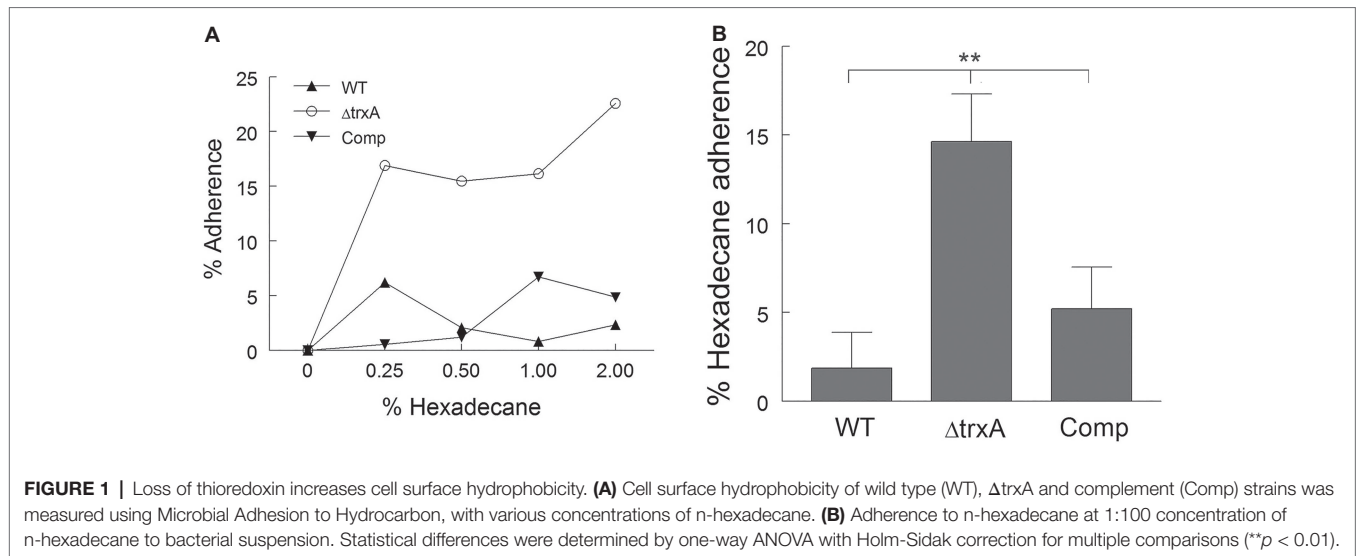 A
25
20
15
10
5
0
% Adherence
WT
ΔtrxA
Comp
0 0.25 0.50 1.00 2.00
% Hexadecane
B
20
15
10
5
0
% Hexadecane adherence
**
WT ΔtrxA Comp
FIGURE 1 | Loss of thioredoxin increases cell surface hydrophobicity. (A) Cell surface hydrophobicity of wild type (WT), ΔtrxA and complement (Comp) strains was
measured using Microbial Adhesion to Hydrocarbon, with various concentrations of n-hexadecane. (B) Adherence to n-hexadecane at 1:100 concentration of
n-hexadecane to bacterial suspension. Statistical differences were determined by one-way ANOVA with Holm-Sidak correction for multiple comparisons (**p < 0.01).